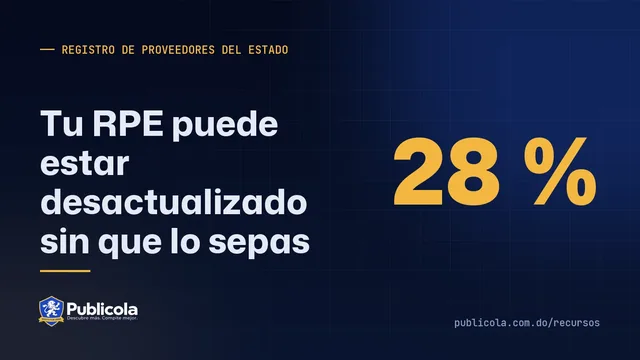 REGISTRO DE PROVEEDORES DEL ESTADO
Tu RPE puede
estar
desactualizado
sin que lo sepas
28 %
Publicola
Descubre más. Compite mejor.
publicola.com.do/recursos